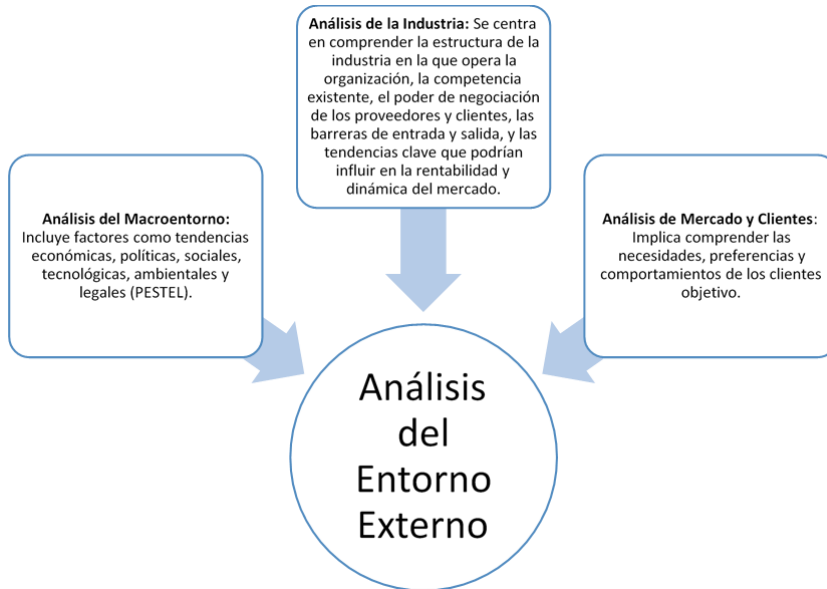 Análisis de la Industria: Se centra
en comprender la estructura de la
industria en la que opera la
organización, la competencia
existente, el poder de negociación
de los proveedores y clientes, las
barreras de entrada y salida, y las
tendencias clave que podrían
influir en la rentabilidad y
dinámica del mercado.
Análisis del Macroentorno:
Incluye factores como tendencias
económicas, políticas, sociales,
tecnológicas, ambientales y
legales (PESTEL).
Análisis de Mercado y Clientes:
Implica comprender las
necesidades, preferencias y
comportamientos de los clientes
objetivo.
Análisis
del
Entorno
Externo